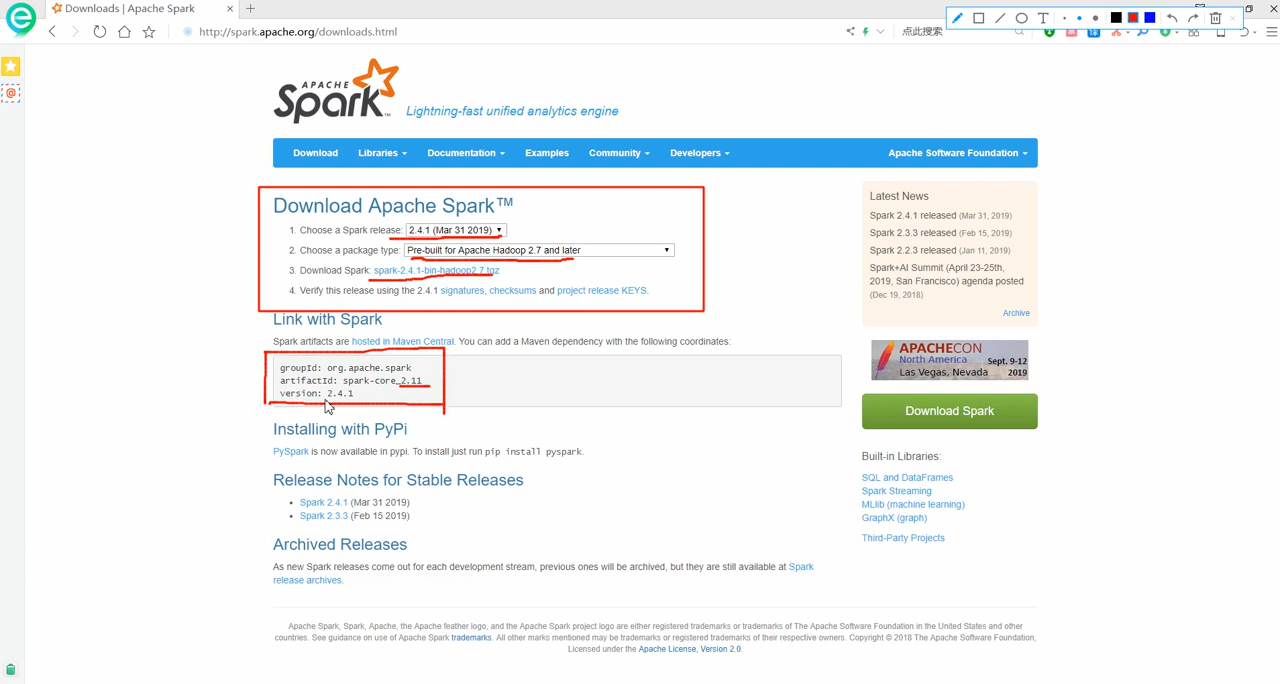 Downloads | Apache Spark
http://spark.apache.org/downloads.html
点此搜索
APACHE
Spark™
Lightning-fast unified analytics engine
Download Libraries Documentation Examples Community Developers Apache Software Foundation
Download Apache Spark™
1. Choose a Spark release: 2.4.1 (Mar 31 2019)
2. Choose a package type: Pre-built for Apache Hadoop 2.7 and later
3. Download Spark: spark-2.4.1-bin-hadoop2.7.tgz
4. Verify this release using the 2.4.1 signatures, checksums and project release KEYS.
Link with Spark
Spark artifacts are hosted in Maven Central. You can add a Maven dependency with the following coordinates:
groupId: org.apache.spark
artifactId: spark-core_2.11
version: 2.4.1
Installing with PyPi
PySpark is now available in pypi. To install just run pip install pyspark.
Release Notes for Stable Releases
Spark 2.4.1 (Mar 31 2019)
Spark 2.3.3 (Feb 15 2019)
Archived Releases
As new Spark releases come out for each development stream, previous ones will be archived, but they are still available at Spark
release archives.
Latest News
Spark 2.4.1 released (Mar 31, 2019)
Spark 2.3.3 released (Feb 15, 2019)
Spark 2.2.3 released (Jan 11, 2019)
Spark+AI Summit (April 23-25th,
2019, San Francisco) agenda posted
(Dec 19, 2018)
Archive
APACHECON
North America Sept. 9-12
Las Vegas, Nevada 2019
Download Spark
Built-in Libraries:
SQL and DataFrames
Spark Streaming
MLlib (machine learning)
GraphX (graph)
Third-Party Projects
Apache Spark, Spark, Apache, the Apache feather logo, and the Apache Spark project logo are either registered trademarks or trademarks of The Apache Software Foundation in the United States and other
countries. See guidance on use of Apache Spark trademarks. All other marks mentioned may be trademarks or registered trademarks of their respective owners. Copyright © 2018 The Apache Software Foundation,
Licensed under the Apache License, Version 2.0.